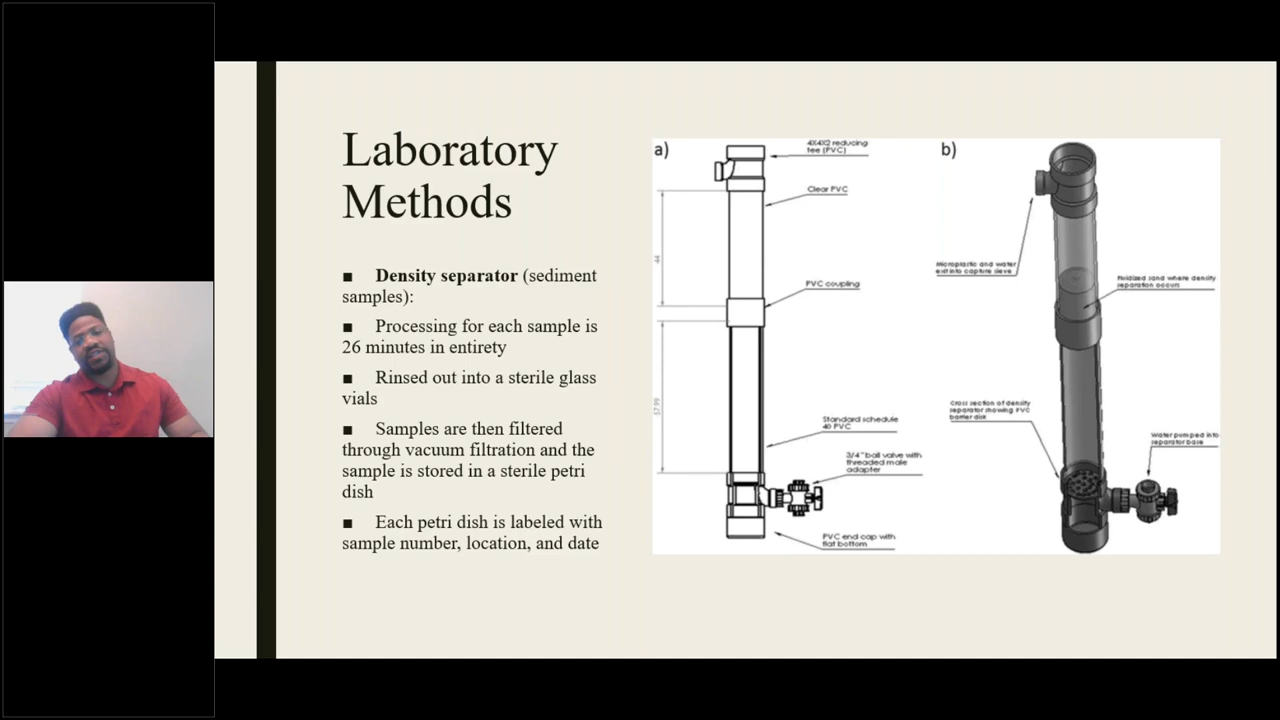 Laboratory
Methods
■ Density separator (sediment
samples):
■ Processing for each sample is
26 minutes in entirety
■ Rinsed out into a sterile glass
vials
■ Samples are then filtered
through vacuum filtration and the
sample is stored in a sterile petri
dish
■ Each petri dish is labeled with
sample number, location, and date
a)
4X4X2 reducing
tee (PVC)
Clear PVC
44
PVC coupling
57.99
Standard schedule
40 PVC
3/4" ball valve with
threaded male
adapter
PVC end cap with
flat bottom
b)
Microplastic and water
exit into capture sieve
Fluidized sand where density
separation occurs
Cross section of density
separator showing PVC
barrier disk
Water pumped into
separator base